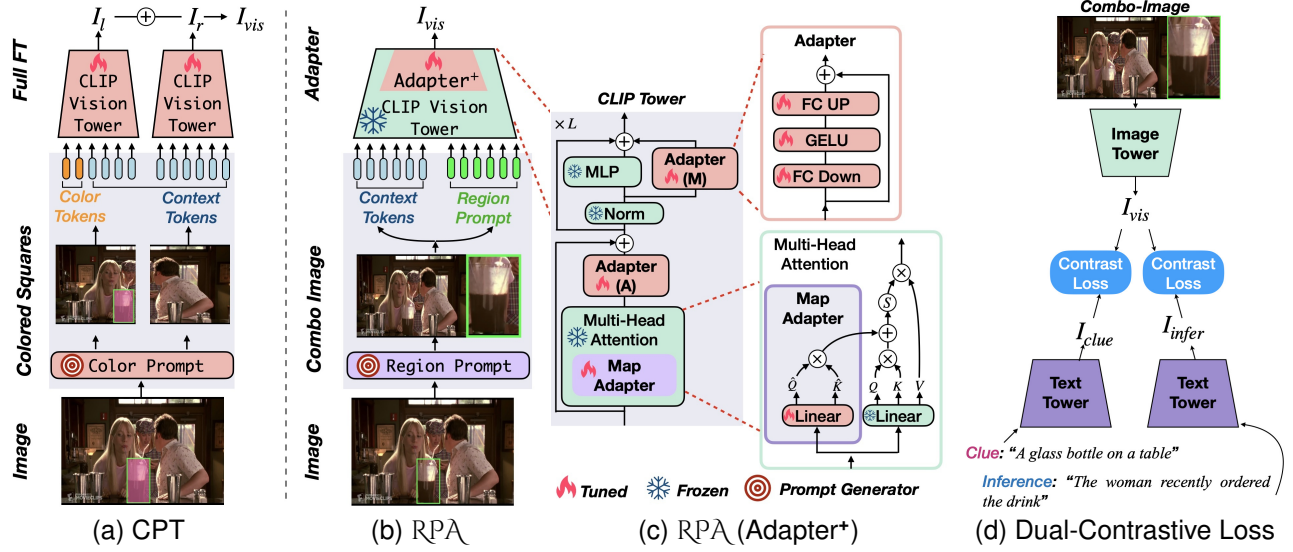 Full FT
Colored Squares
Image
I_l
I_r
I_vis
CLIP
Vision
Tower
CLIP
Vision
Tower
Color
Tokens
Context
Tokens
Color Prompt
(a) CPT
Adapter
Combo Image
Image
I_vis
Adapter+
CLIP Vision
Tower
Context
Tokens
Region
Prompt
Region Prompt
(b) RPA
CLIP Tower
× L
MLP
Adapter
(M)
Norm
Adapter
(A)
Multi-Head
Attention
Map
Adapter
Adapter
FC UP
GELU
FC Down
Multi-Head
Attention
Map
Adapter
S
Q̂
K̂
Q
K
V
Linear
Linear
Tuned
Frozen
Prompt Generator
(c) RPA (Adapter+)
Combo-Image
Image
Tower
I_vis
Contrast
Loss
Contrast
Loss
I_clue
I_infer
Text
Tower
Text
Tower
Clue: “A glass bottle on a table”
Inference: “The woman recently ordered
the drink”
(d) Dual-Contrastive Loss